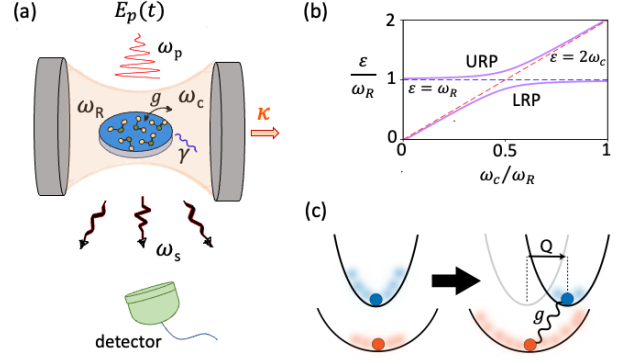 (a)
E_p(t)
ω_p
ω_R
g
ω_c
κ
γ
ω_s
detector
(b)
2
ε/ω_R
1
0
URP
ε = 2ω_c
ε = ω_R
LRP
0
0.5
1
ω_c/ω_R
(c)
Q
g